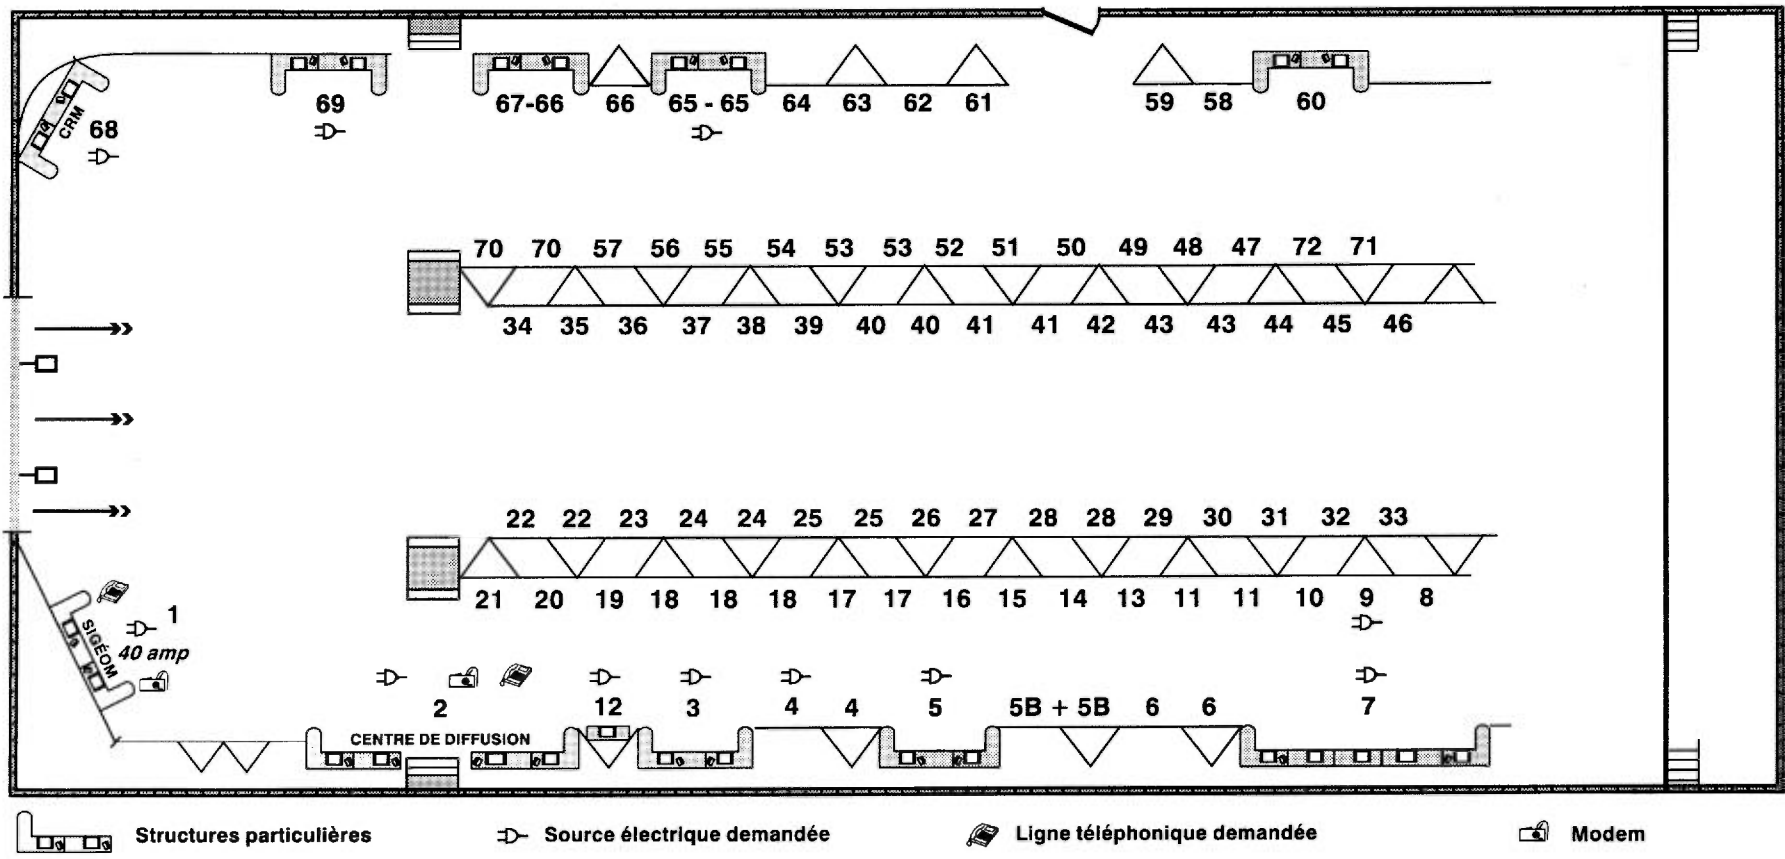 69
67-66
66
65 - 65
64
63
62
61
59
58
60
CRM
68
70 70 57 56 55 54 53 53 52 51 50 49 48 47 72 71
34 35 36 37 38 39 40 40 41 41 42 43 43 44 45 46
22 22 23 24 24 25 25 26 27 28 28 29 30 31 32 33
21 20 19 18 18 18 17 17 16 15 14 13 11 11 10 9 8
1
SIGÉOM
40 amp
2
12
3
4
4
5
5B + 5B
6
6
7
CENTRE DE DIFFUSION
Structures particulières
Source électrique demandée
Ligne téléphonique demandée
Modem